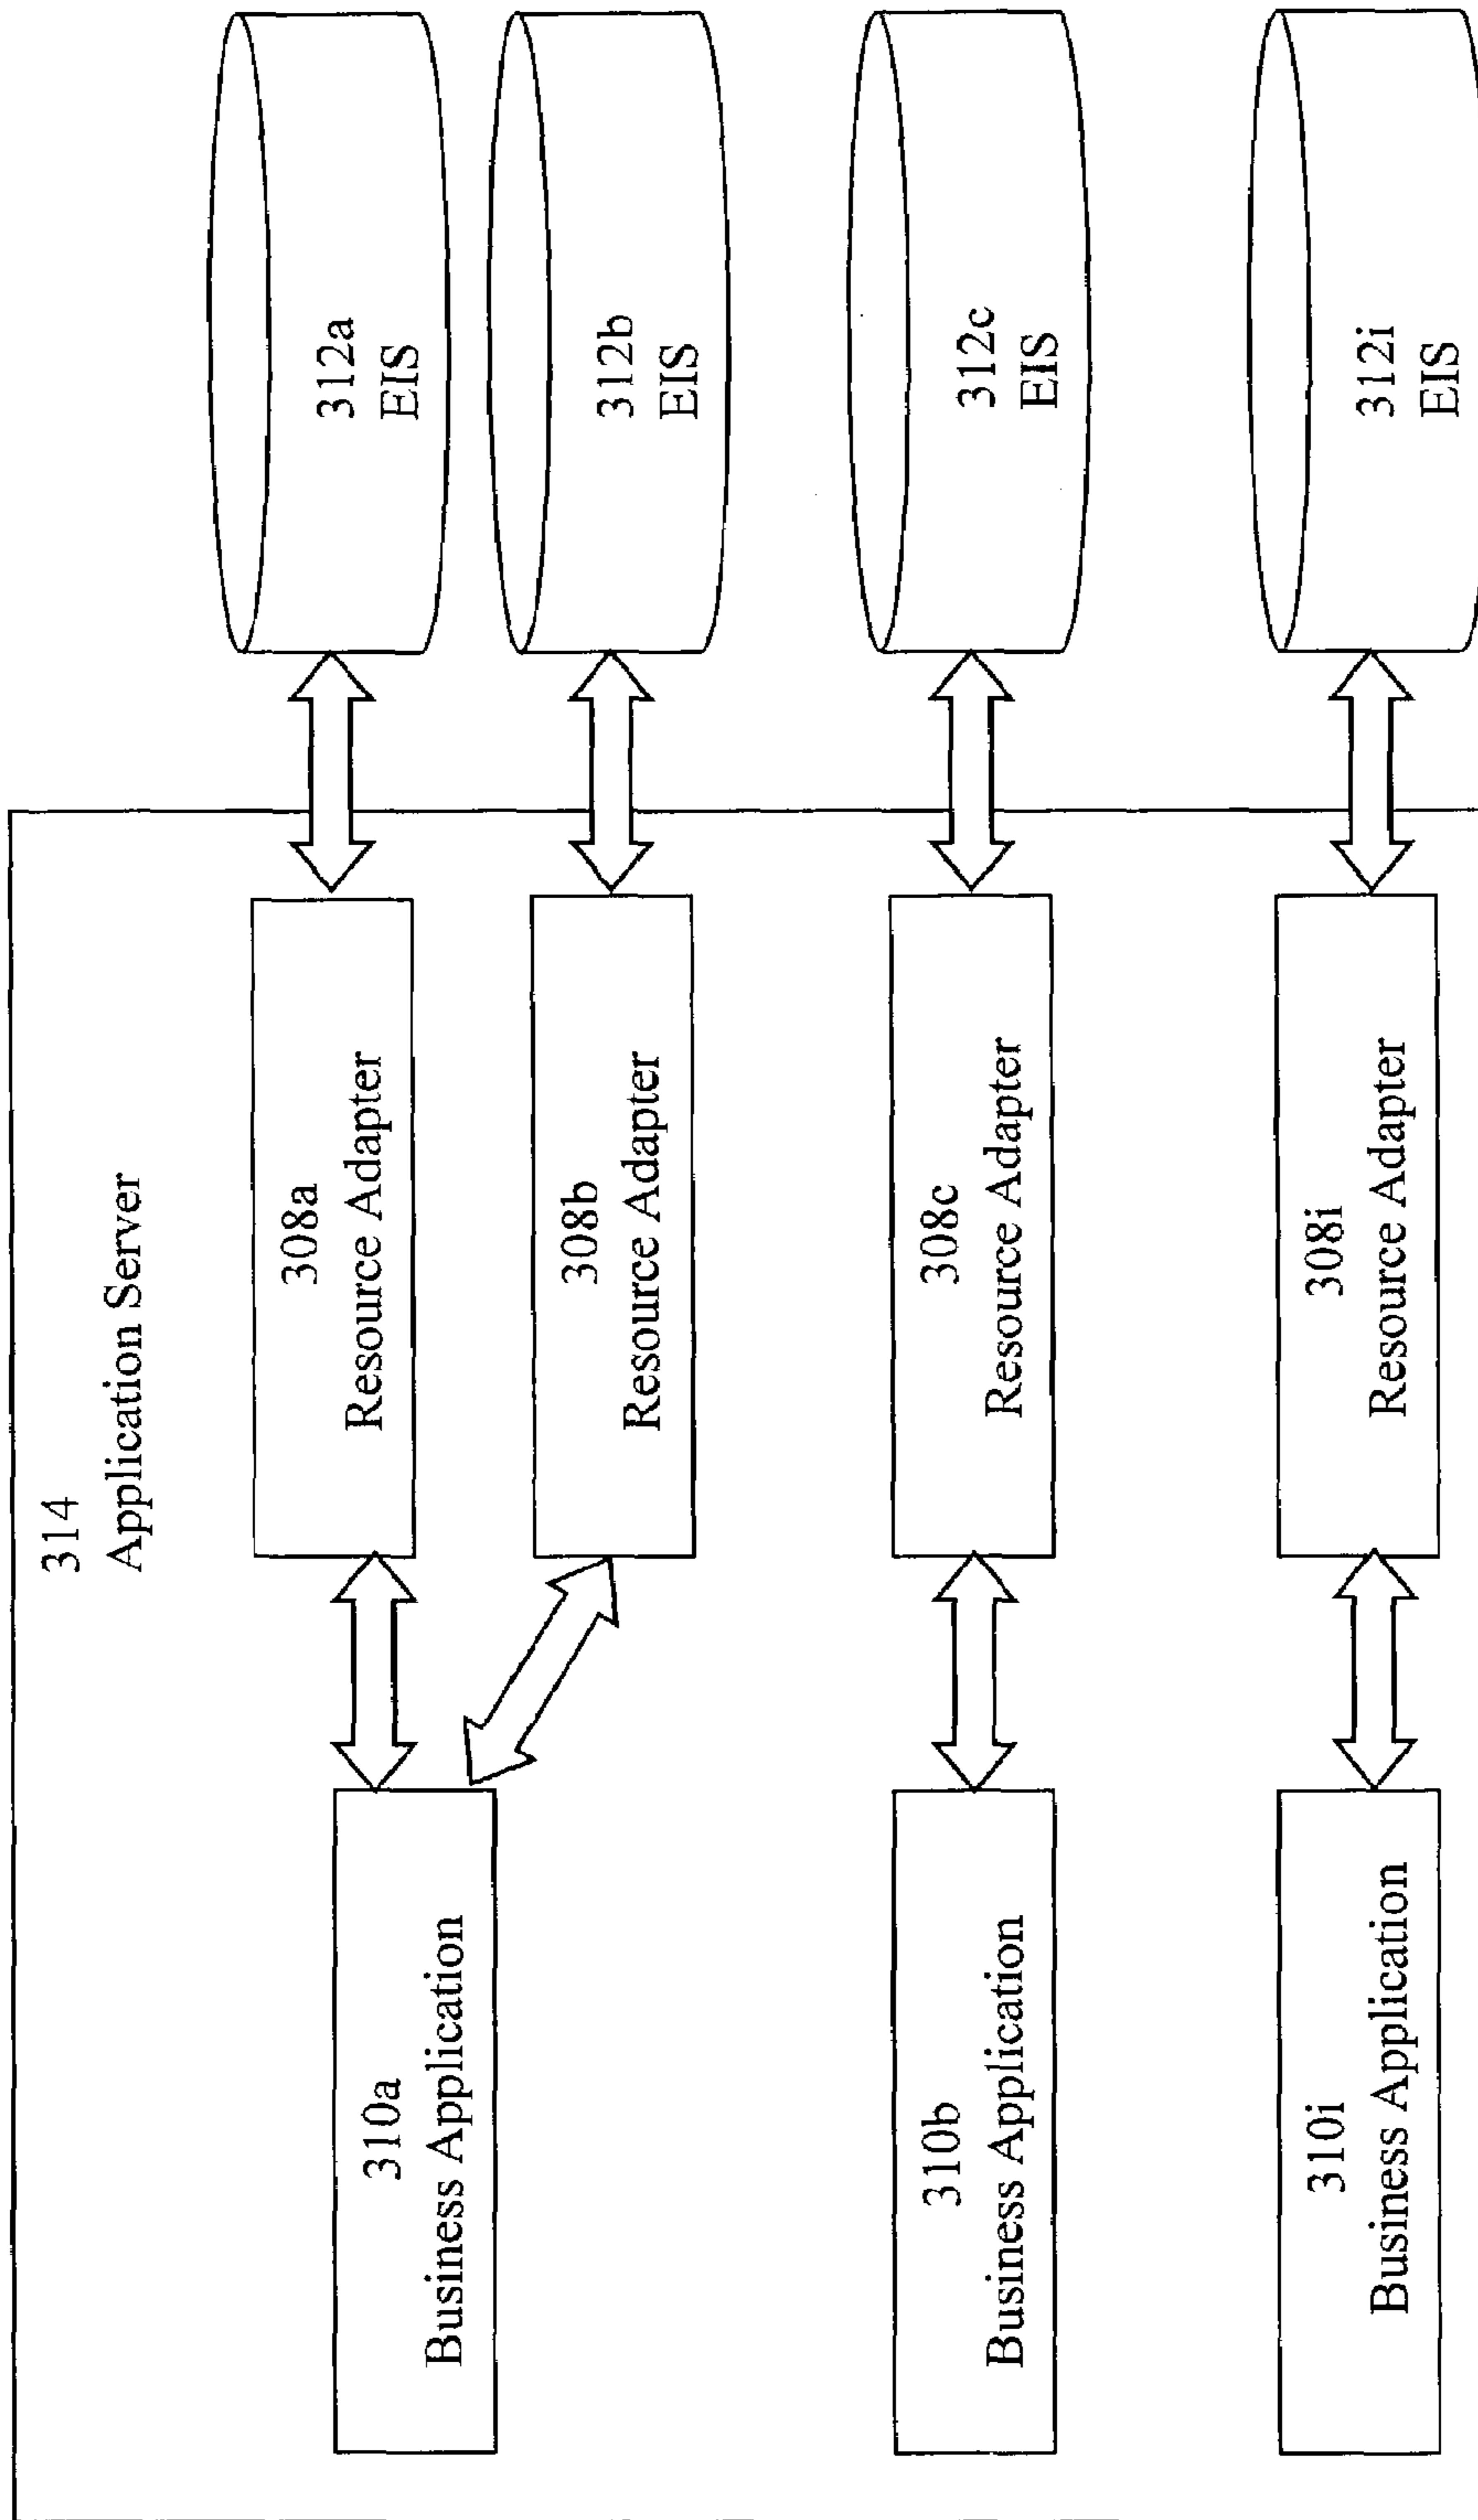 314
Application Server
310a
Business Application
308a
Resource Adapter
312a
EIS
308b
Resource Adapter
312b
EIS
310b
Business Application
308c
Resource Adapter
312c
EIS
310i
Business Application
308i
Resource Adapter
312i
EIS